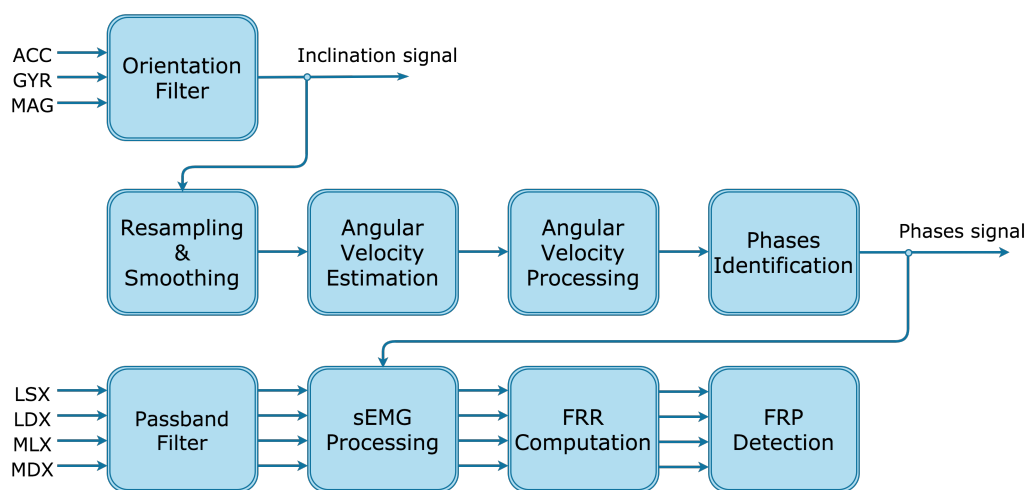 ACC
GYR
MAG
Orientation
Filter
Inclination signal
Resampling
&
Smoothing
Angular
Velocity
Estimation
Angular
Velocity
Processing
Phases
Identification
Phases signal
LSX
LDX
MLX
MDX
Passband
Filter
sEMG
Processing
FRR
Computation
FRP
Detection